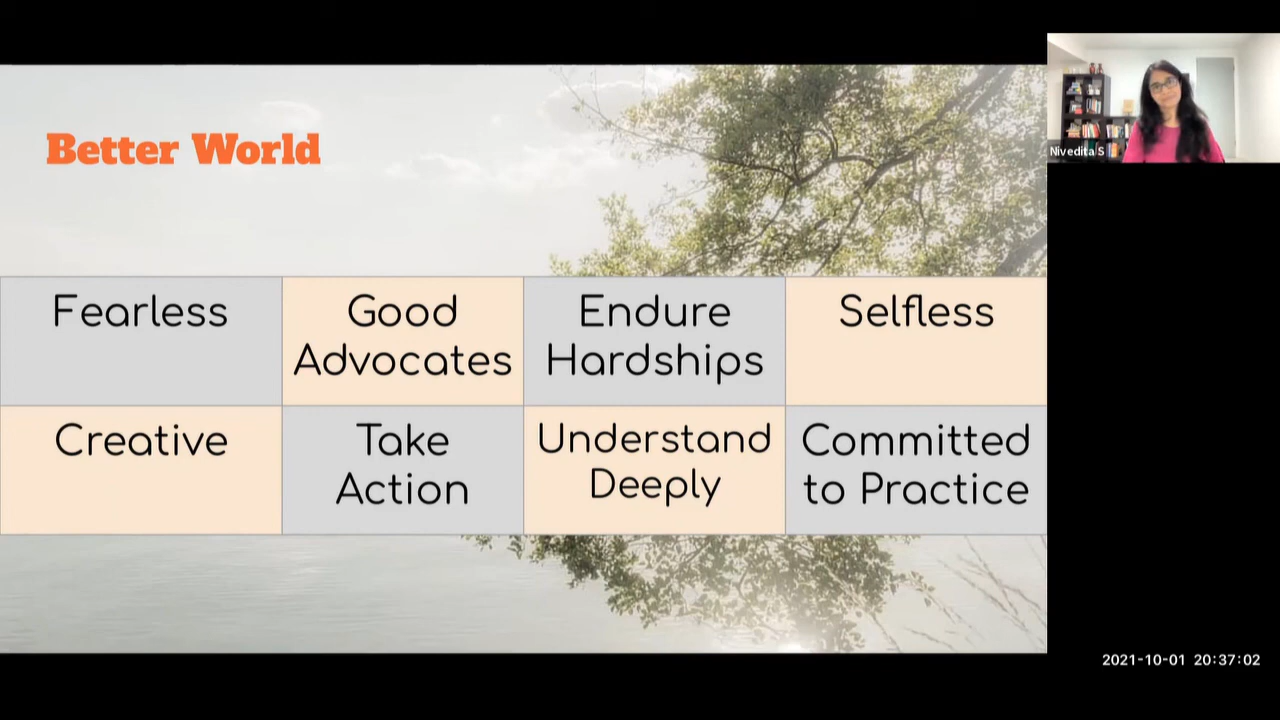 Better World
Nivedita S
Fearless
Good
Advocates
Endure
Hardships
Selfless
Creative
Take
Action
Understand
Deeply
Committed
to Practice
2021-10-01 20:37:02